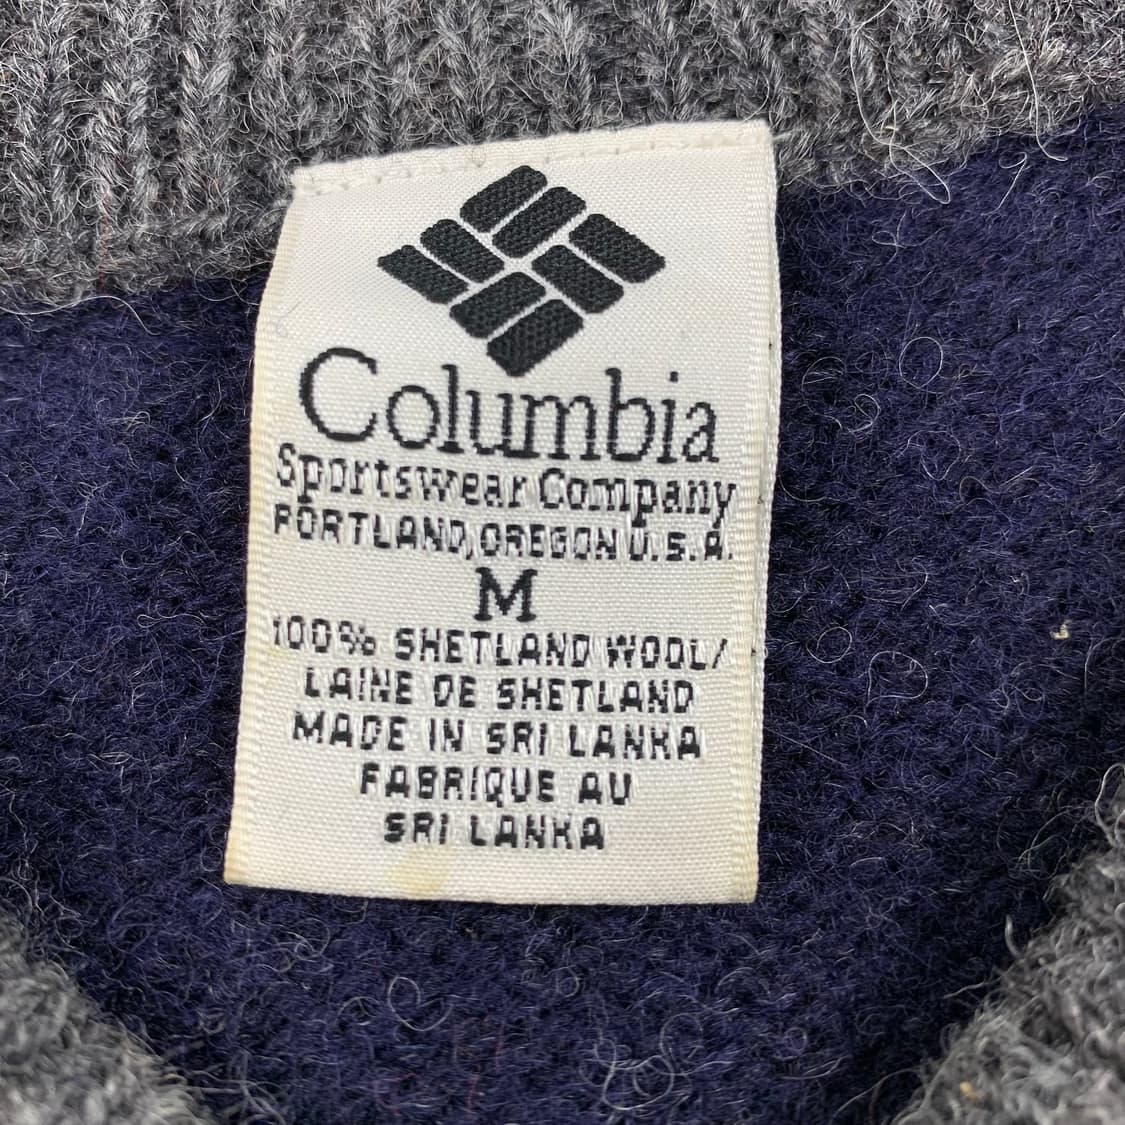 Columbia
Sportswear Company
PORTLAND, OREGON U.S.A.
M
100% SHETLAND WOOL/
LAINE DE SHETLAND
MADE IN SRI LANKA
FABRIQUE AU
SRI LANKA